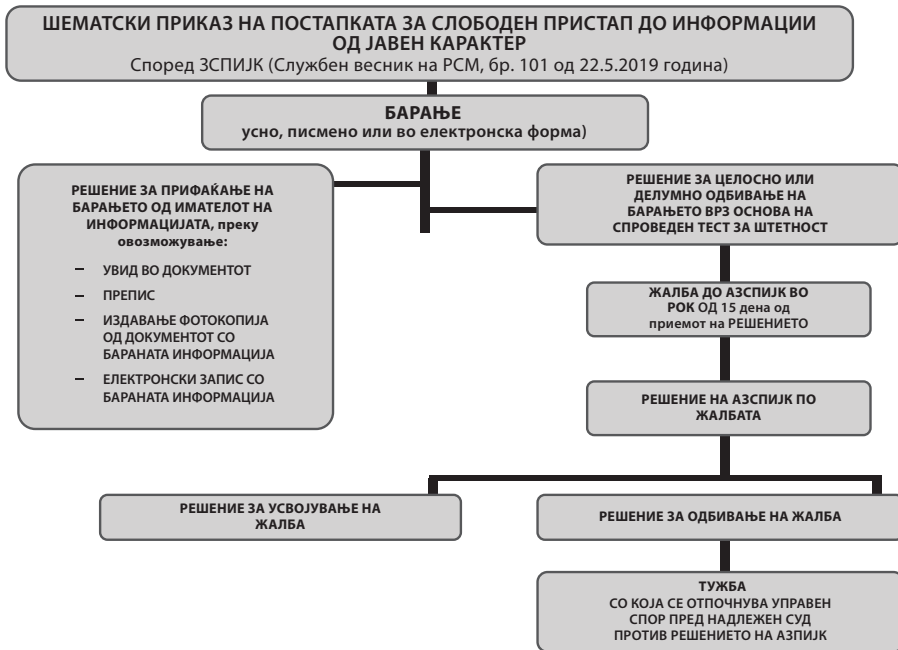 ШЕМАТСКИ ПРИКАЗ НА ПОСТАПКАТА ЗА СЛОБОДЕН ПРИСТАП ДО ИНФОРМАЦИИ
ОД ЈАВЕН КАРАКТЕР
Според ЗСПИЈК (Службен весник на РСМ, бр. 101 од 22.5.2019 година)
БАРАЊЕ
усно, писмено или во електронска форма)
РЕШЕНИЕ ЗА ПРИФАЌАЊЕ НА
БАРАЊЕТО ОД ИМАТЕЛОТ НА
ИНФОРМАЦИЈАТА, преку
овозможување:
– УВИД ВО ДОКУМЕНТОТ
– ПРЕПИС
– ИЗДАВАЊЕ ФОТОКОПИЈА
ОД ДОКУМЕНТОТ СО
БАРАНАТА ИНФОРМАЦИЈА
– ЕЛЕКТРОНСКИ ЗАПИС СО
БАРАНАТА ИНФОРМАЦИЈА
РЕШЕНИЕ ЗА ЦЕЛОСНО ИЛИ
ДЕЛУМНО ОДБИВАЊЕ НА
БАРАЊЕТО ВРЗ ОСНОВА НА
СПРОВЕДЕН ТЕСТ ЗА ШТЕТНОСТ
ЖАЛБА ДО АЗСПИЈК ВО
РОК ОД 15 дена од
приемот на РЕШЕНИЕТО
РЕШЕНИЕ НА АЗСПИЈК ПО
ЖАЛБАТА
РЕШЕНИЕ ЗА УСВОЈУВАЊЕ НА
ЖАЛБА
РЕШЕНИЕ ЗА ОДБИВАЊЕ НА ЖАЛБА
ТУЖБА
СО КОЈА СЕ ОТПОЧНУВА УПРАВЕН
СПОР ПРЕД НАДЛЕЖЕН СУД
ПРОТИВ РЕШЕНИЕТО НА АЗПИЈК